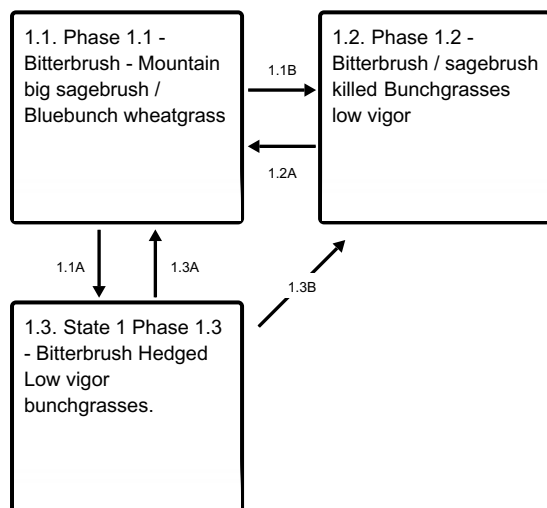 1.1. Phase 1.1 -
Bitterbrush - Mountain
big sagebrush /
Bluebunch wheatgrass
1.1B
1.2A
1.2. Phase 1.2 -
Bitterbrush / sagebrush
killed Bunchgrasses
low vigor
1.1A
1.3A
1.3B
1.3. State 1 Phase 1.3
- Bitterbrush Hedged
Low vigor
bunchgrasses.